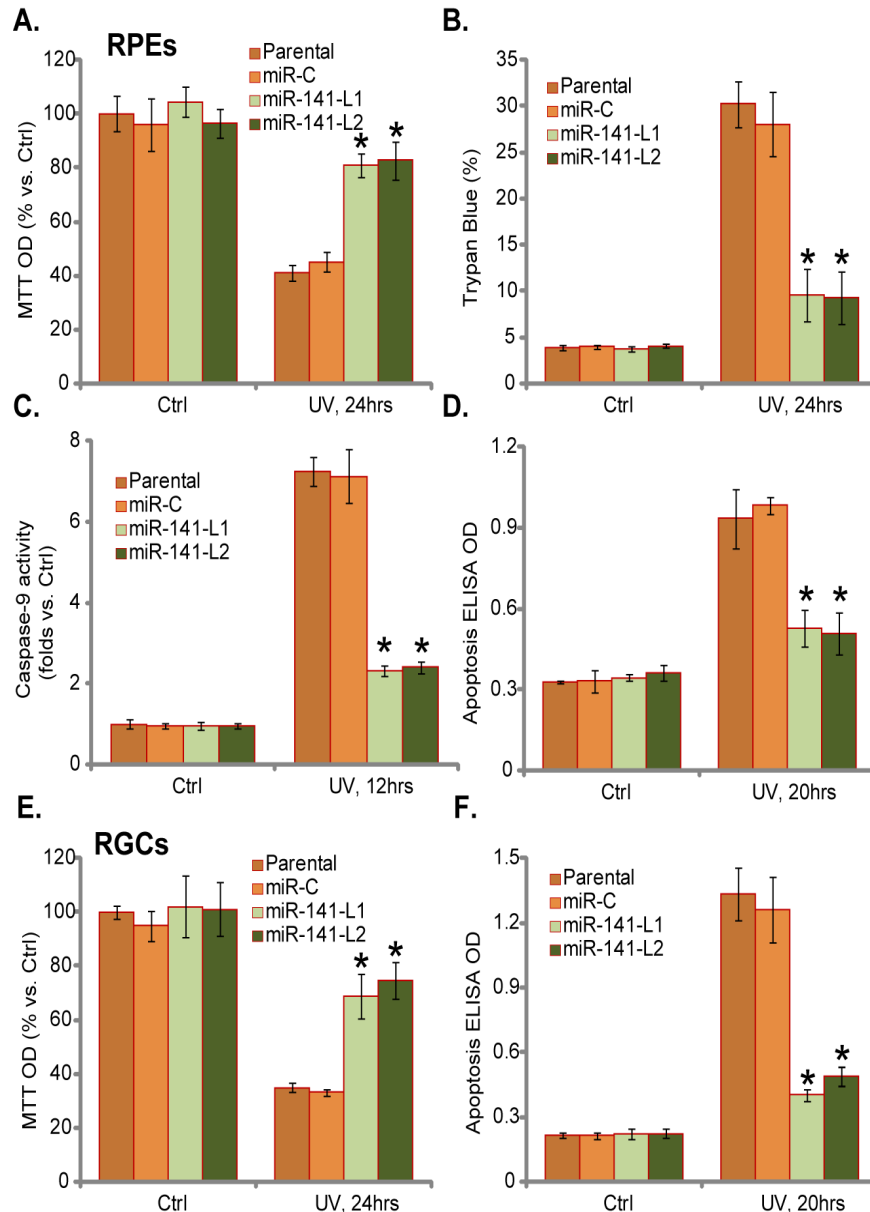 A.
RPEs
Parental
miR-C
miR-141-L1
miR-141-L2
MTT OD (% vs. Ctrl)
120
100
80
60
40
20
0
* *
Ctrl
UV, 24hrs
B.
Parental
miR-C
miR-141-L1
miR-141-L2
Trypan Blue (%)
35
30
25
20
15
10
5
0
* *
Ctrl
UV, 24hrs
C.
Parental
miR-C
miR-141-L1
miR-141-L2
Caspase-9 activity
(folds vs. Ctrl)
8
6
4
2
0
* *
Ctrl
UV, 12hrs
D.
Apoptosis ELISA OD
1.2
0.9
0.6
0.3
0
* *
Ctrl
UV, 20hrs
E.
RGCs
Parental
miR-C
miR-141-L1
miR-141-L2
MTT OD (% vs. Ctrl)
120
100
80
60
40
20
0
* *
Ctrl
UV, 24hrs
F.
Parental
miR-C
miR-141-L1
miR-141-L2
Apoptosis ELISA OD
1.5
1.2
0.9
0.6
0.3
0
* *
Ctrl
UV, 20hrs